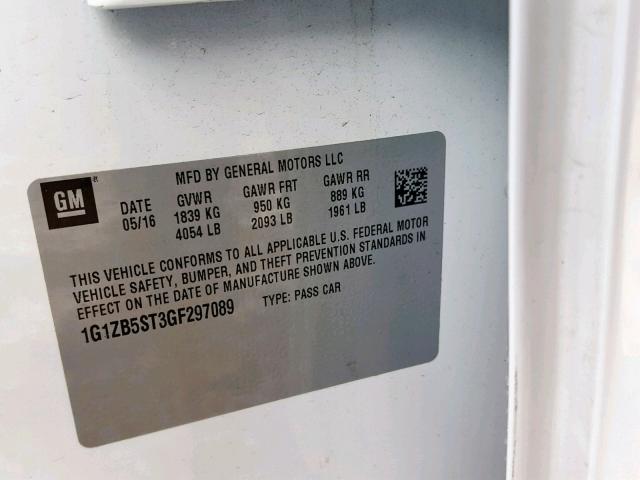 GM
MFD BY GENERAL MOTORS LLC
DATE GVWR GAWR FRT GAWR RR
05/16 1839 KG 950 KG 889 KG
4054 LB 2093 LB 1961 LB
THIS VEHICLE CONFORMS TO ALL APPLICABLE U.S. FEDERAL MOTOR
VEHICLE SAFETY, BUMPER, AND THEFT PREVENTION STANDARDS IN
EFFECT ON THE DATE OF MANUFACTURE SHOWN ABOVE.
1G1ZB5ST3GF297089 TYPE: PASS CAR